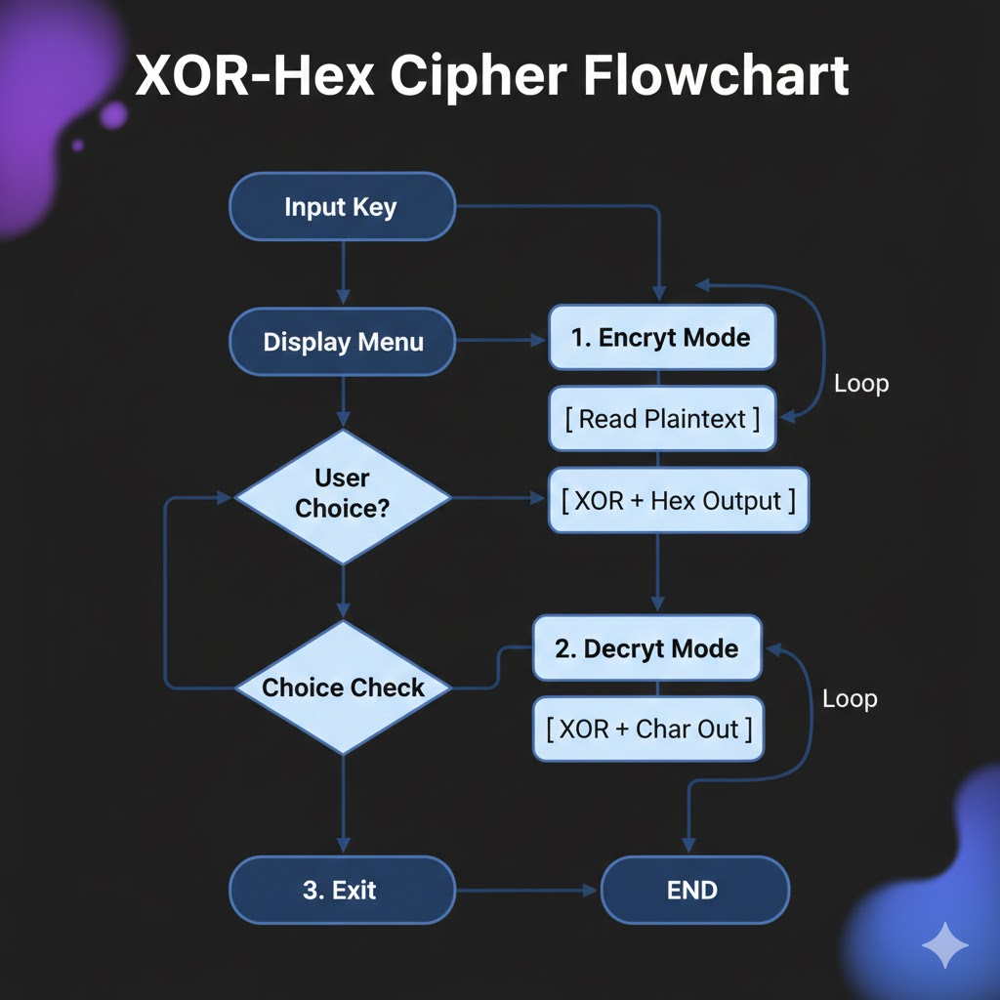 XOR-Hex Cipher Flowchart
Input Key
Display Menu
1. Encryt Mode
Loop
[ Read Plaintext ]
User
Choice?
[ XOR + Hex Output ]
2. Decryt Mode
Choice Check
Loop
[ XOR + Char Out ]
3. Exit
END